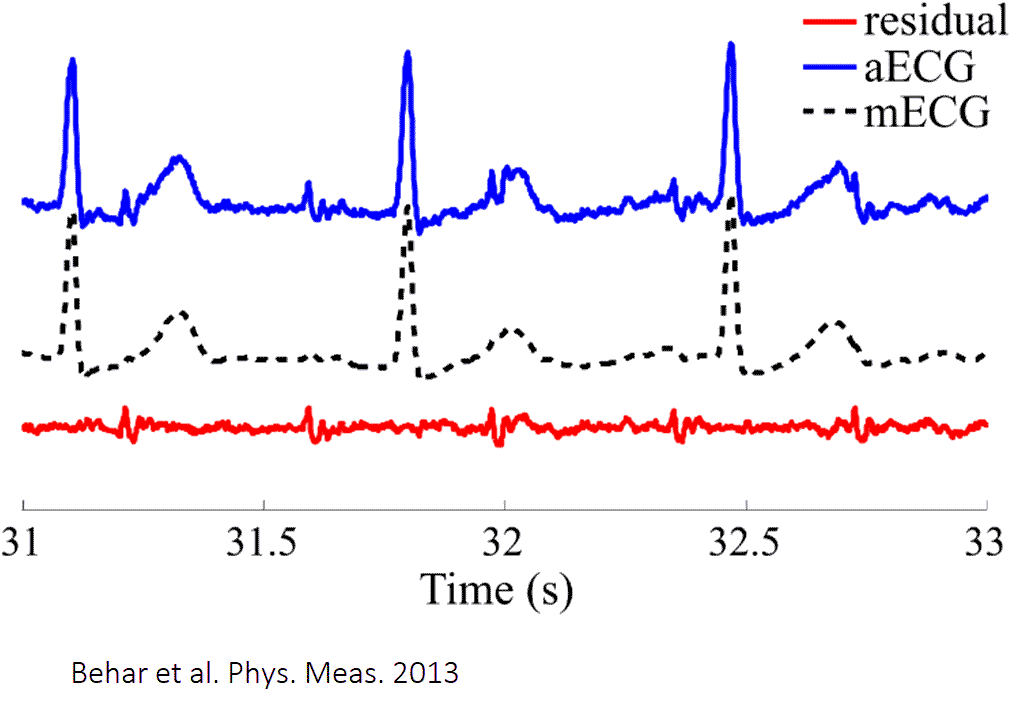 residual
aECG
mECG
31 31.5 32 32.5 33
Time (s)
Behar et al. Phys. Meas. 2013